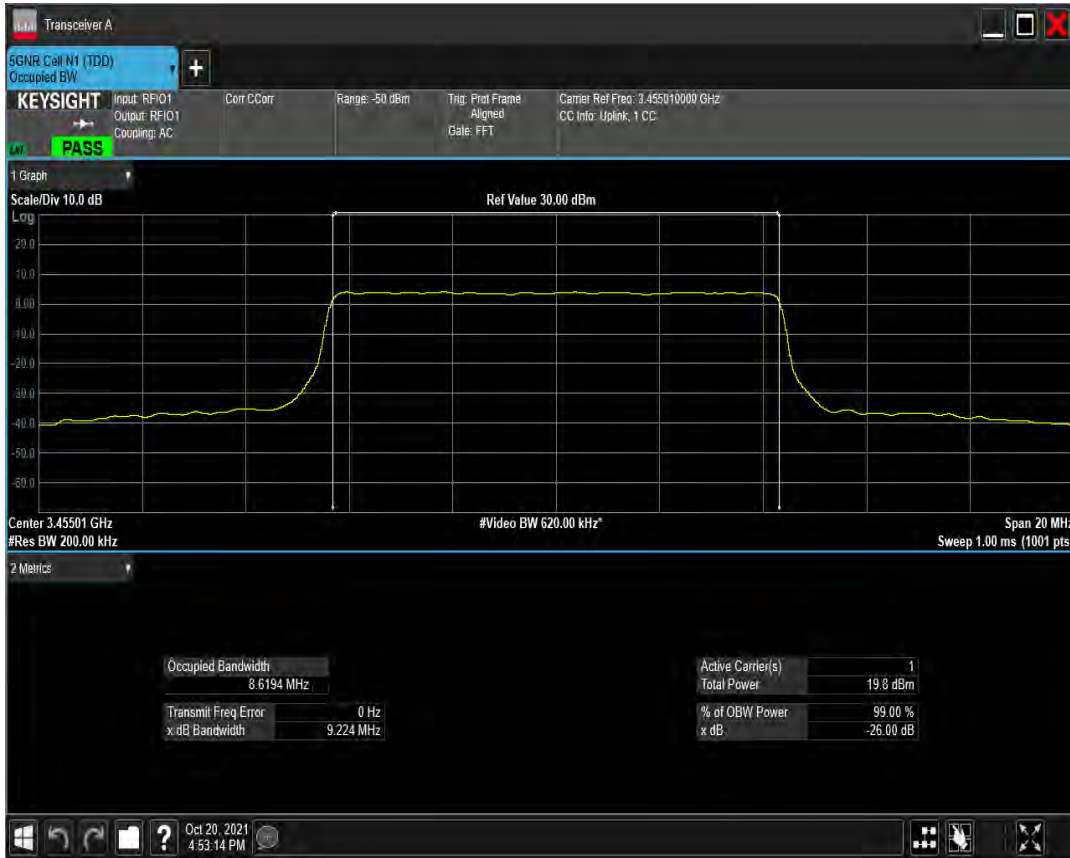 Transceiver A
5GNR Cell N1 (TDD)
Occupied BW
+
KEYSIGHT
PASS
Input: RFIO1
Output: RFIO1
Coupling: AC
Corr CCorr
Range: -50 dBm
Trig: Prot Frame
Aligned
Gate: FFT
Carrier Ref Freq: 3.455010000 GHz
CC Info: Uplink, 1 CC
1 Graph
Scale/Div 10.0 dB
Ref Value 30.00 dBm
Log
20.0
10.0
0.00
-10.0
-20.0
-30.0
-40.0
-50.0
-60.0
Center 3.45501 GHz
#Video BW 620.00 kHz*
Span 20 MHz
#Res BW 200.00 kHz
Sweep 1.00 ms (1001 pts
2 Metrics
Occupied Bandwidth
8.6194 MHz
Transmit Freq Error 0 Hz
x dB Bandwidth 9.224 MHz
Active Carrier(s) 1
Total Power 19.8 dBm
% of OBW Power 99.00 %
x dB -26.00 dB
?
Oct 20, 2021
4:53:14 PM